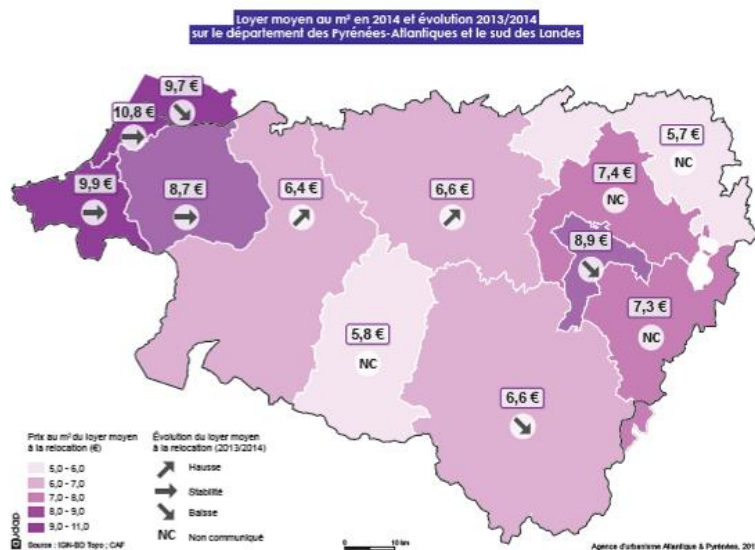 Loyer moyen au m² en 2014 et évolution 2013/2014
sur le département des Pyrénées-Atlantiques et le sud des Landes
9,7 €
10,8 €
5,7 €
NC
7,4 €
NC
9,9 €
8,7 €
6,4 €
6,6 €
8,9 €
7,3 €
NC
5,8 €
NC
6,6 €
Prix au m² du loyer moyen
à la relocation (€)
5,0 - 6,0
6,0 - 7,0
7,0 - 8,0
8,0 - 9,0
9,0 - 11,0
Évolution du loyer moyen
à la relocation (2013/2014)
Hausse
Stabilité
Baisse
NC Non communiqué
audap
Source : IGN-BD Topo ; CAF
0 10 km
Agence d'urbanisme Atlantique & Pyrénées,